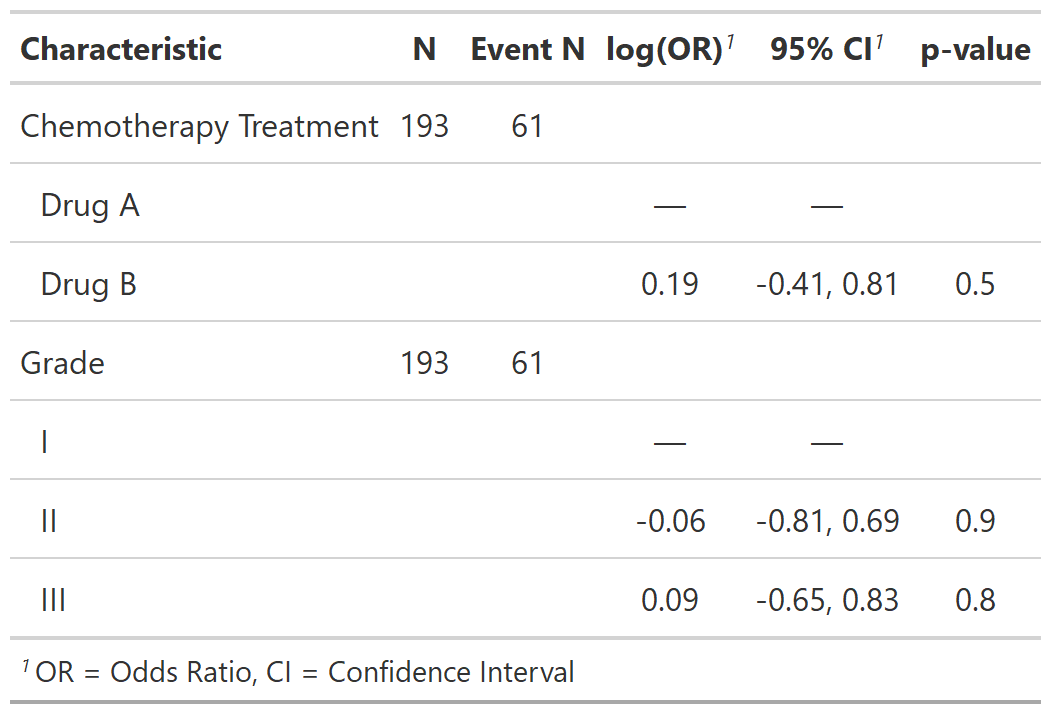 Characteristic N Event N log(OR)¹ 95% CI¹ p-value
Chemotherapy Treatment 193 61
Drug A — —
Drug B 0.19 -0.41, 0.81 0.5
Grade 193 61
I — —
II -0.06 -0.81, 0.69 0.9
III 0.09 -0.65, 0.83 0.8
¹ OR = Odds Ratio, CI = Confidence Interval